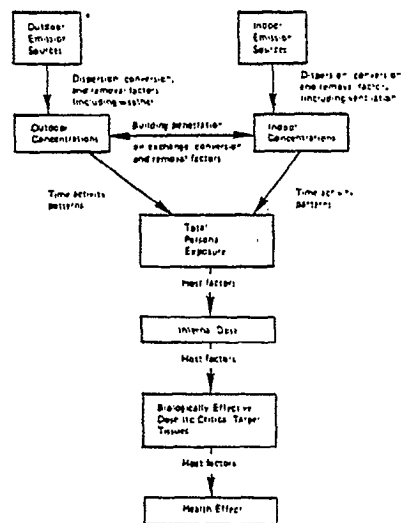 Outdoor
Emission
Sources
Indoor
Emission
Sources
Dispersion, conversion,
and removal factors
(including weather)
Dispersion, conversion
and removal factors
(including ventilation)
Outdoor
Concentrations
Building penetration
air exchange, conversion
and removal factors
Indoor
Concentrations
Time activity
patterns
Time activity
patterns
Total
Personal
Exposure
Host factors
Internal Dose
Host factors
Biologically Effective
Dose to Critical Target
Tissues
Host factors
Health Effect